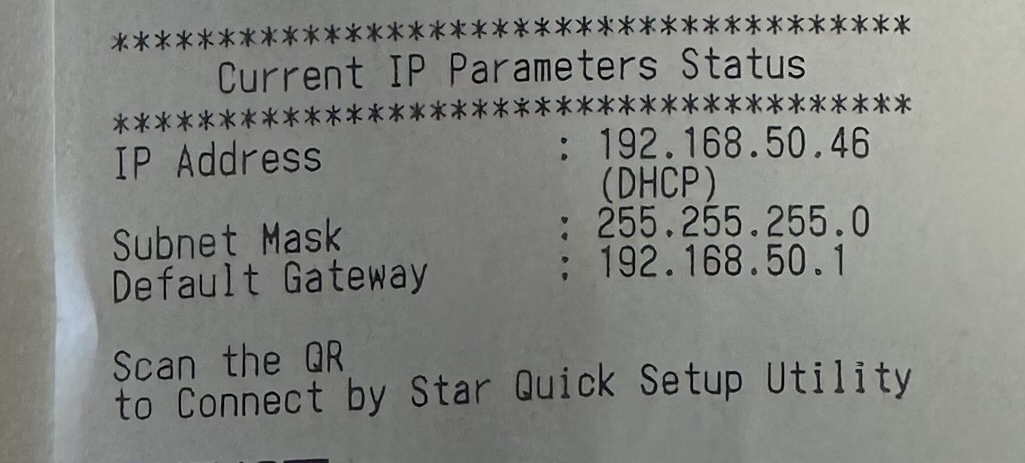 *************************************
Current IP Parameters Status
*************************************
IP Address : 192.168.50.46
(DHCP)
Subnet Mask : 255.255.255.0
Default Gateway : 192.168.50.1
Scan the QR
to Connect by Star Quick Setup Utility